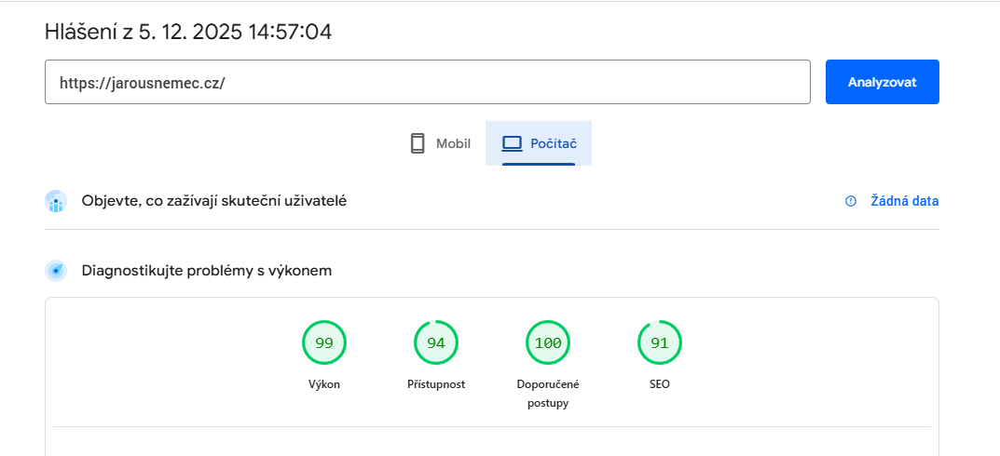 Hlášení z 5. 12. 2025 14:57:04
https://jarousnemec.cz/
Analyzovat
Mobil
Počítač
Objevte, co zažívají skuteční uživatelé
Žádná data
Diagnostikujte problémy s výkonem
99
94
100
91
Výkon
Přístupnost
Doporučené
postupy
SEO